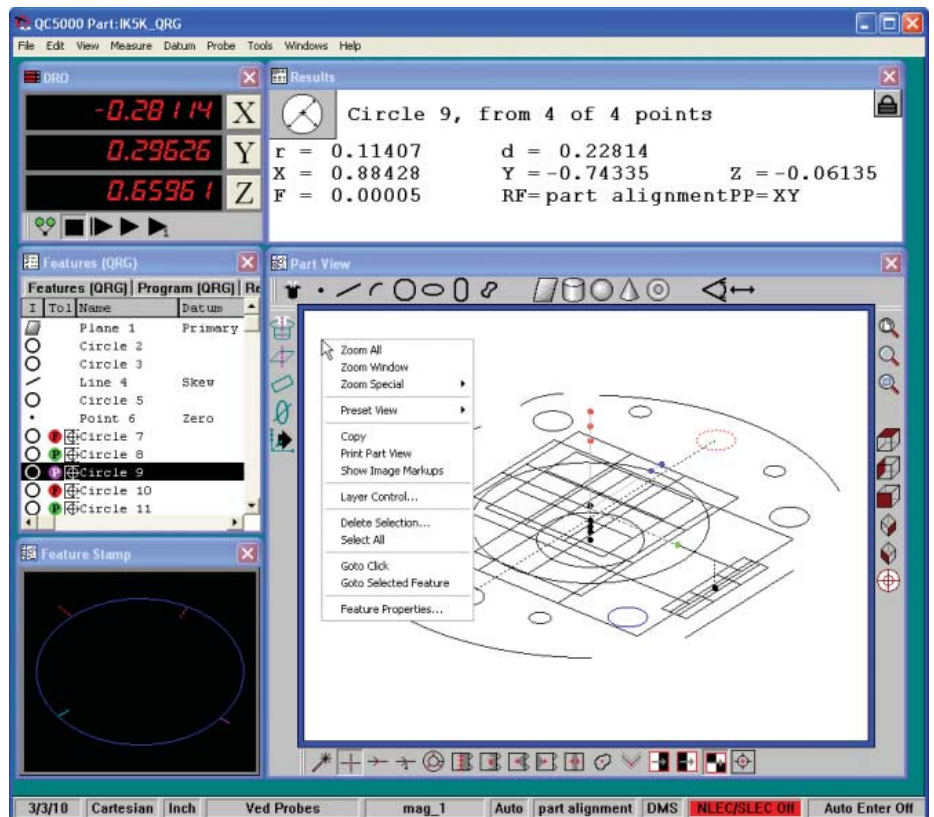 QC5000 Part:IK5K_QRG
File Edit View Measure Datum Probe Tools Windows Help
DRO
-0.28114 X
0.29626 Y
0.65961 Z
1
Results
Circle 9, from 4 of 4 points
r = 0.11407 d = 0.22814
X = 0.88428 Y =-0.74335 Z =-0.06135
F = 0.00005 RF=part alignmentPP=XY
Features (QRG)
Features (QRG) Program (QRG) Re
I Tol Name Datum
Plane 1 Primary
Circle 2
Circle 3
Line 4 Skew
Circle 5
Point 6 Zero
F Circle 7
P Circle 8
P Circle 9
F Circle 10
P Circle 11
Feature Stamp
Part View
Zoom All
Zoom Window
Zoom Special
Preset View
Copy
Print Part View
Show Image Markups
Layer Control...
Delete Selection...
Select All
Goto Click
Goto Selected Feature
Feature Properties...
3/3/10 Cartesian Inch Ved Probes mag_1 Auto part alignment DMS NLEC/SLEC Off Auto Enter Off